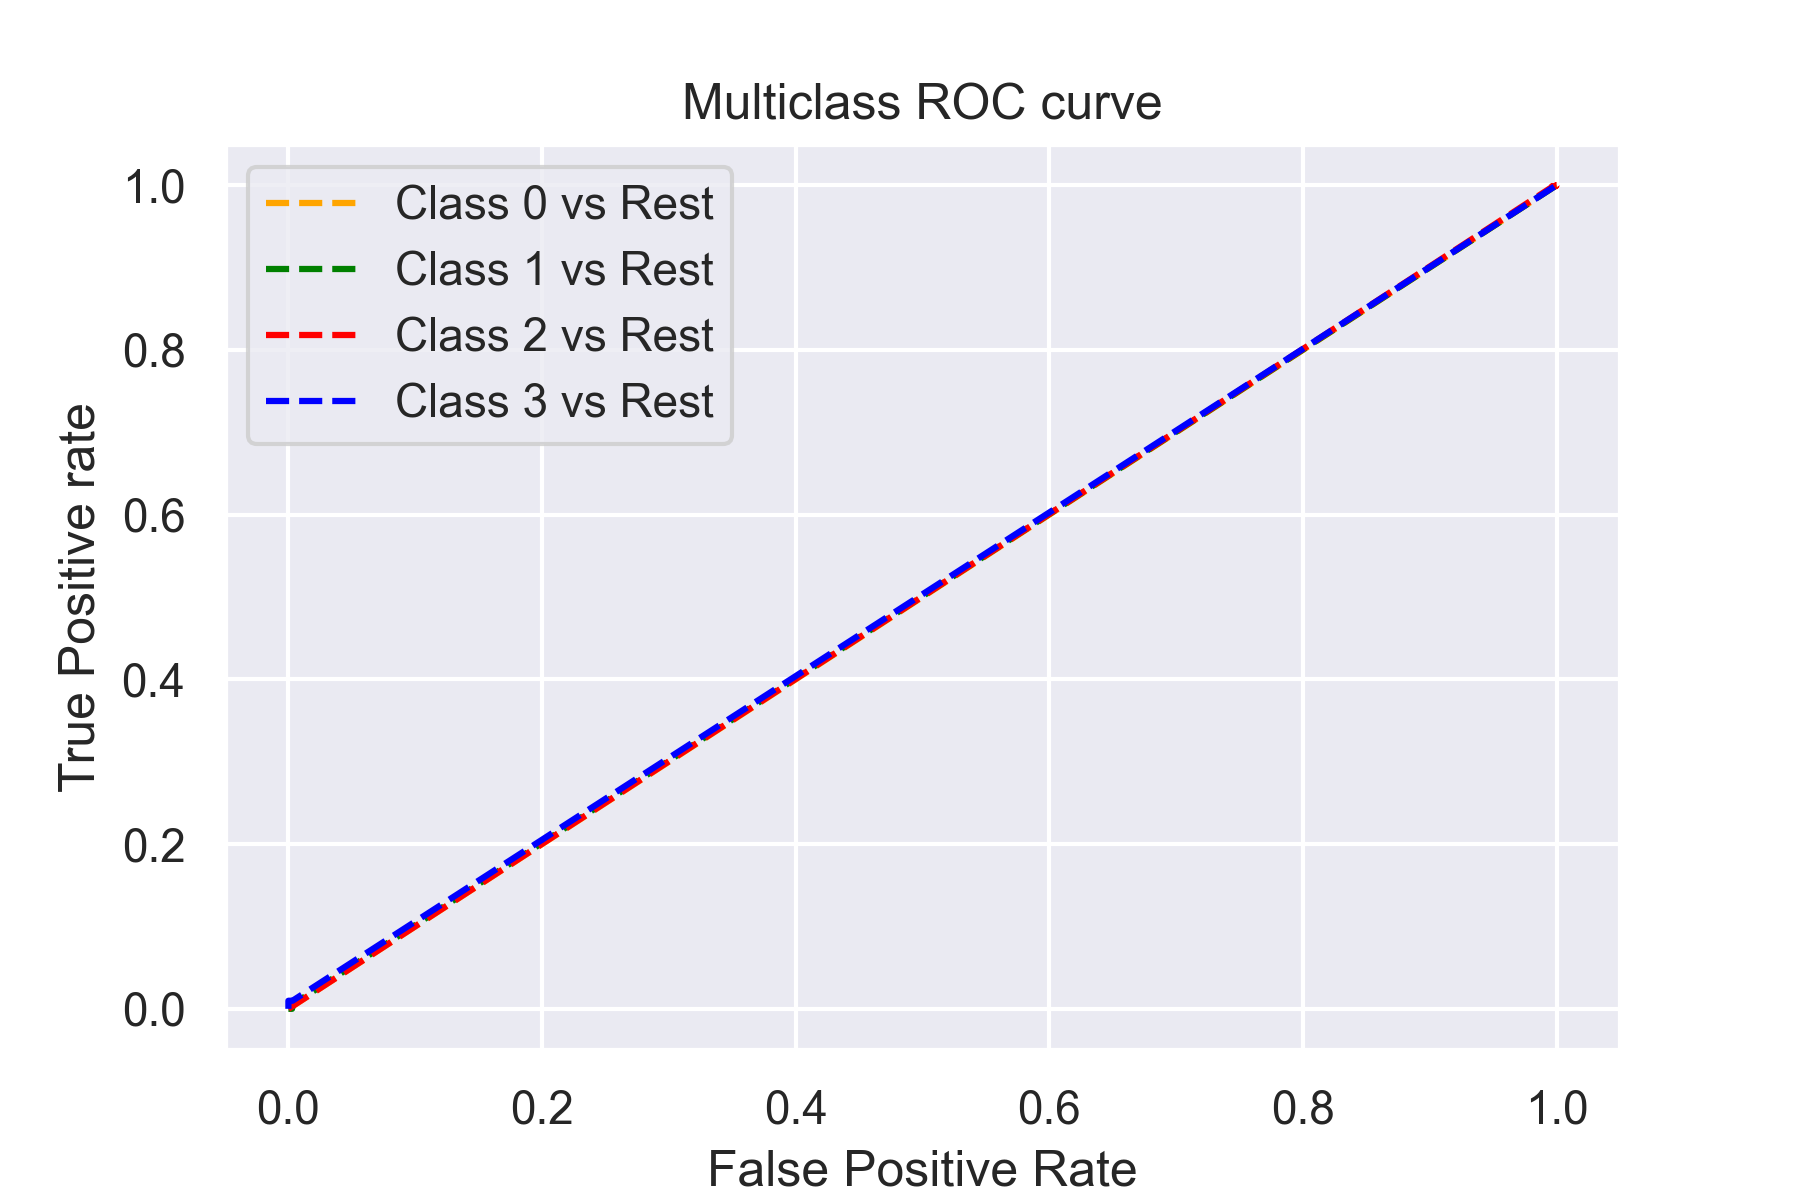 Multiclass ROC curve
Class 0 vs Rest
Class 1 vs Rest
Class 2 vs Rest
Class 3 vs Rest
True Positive rate
1.0
0.8
0.6
0.4
0.2
0.0
0.0 0.2 0.4 0.6 0.8 1.0
False Positive Rate